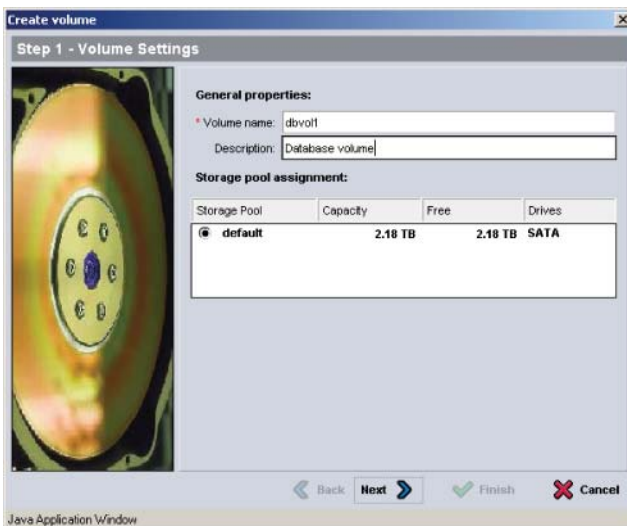 Create volume
Step 1 - Volume Settings
General properties:
* Volume name: dbvol1
Description: Database volume
Storage pool assignment:
Storage Pool Capacity Free Drives
default 2.18 TB 2.18 TB SATA
Back Next Finish Cancel
Java Application Window